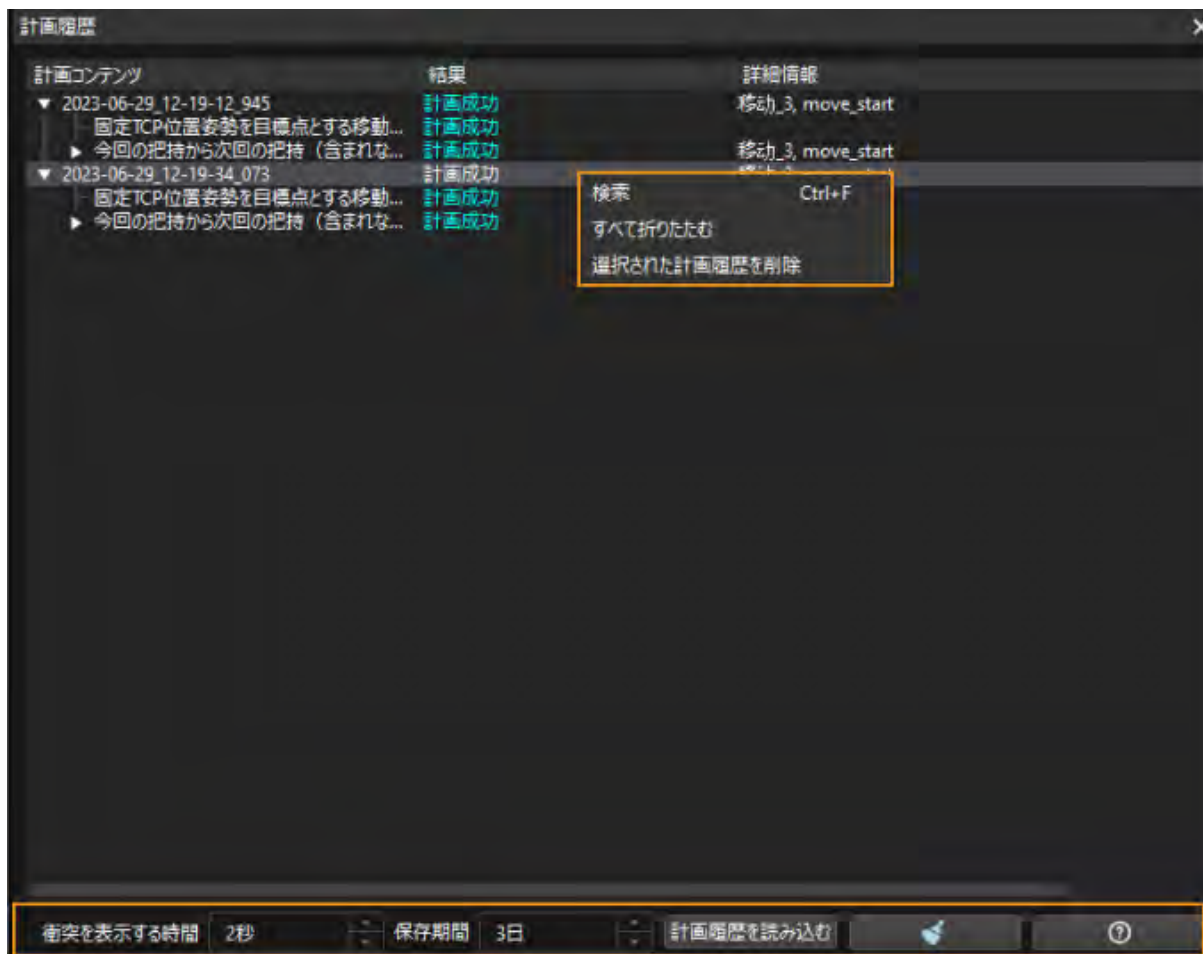 計画履歴
計画コンテンツ 結果 詳細情報
2023-06-29_12-19-12_945 計画成功 移动_3, move_start
固定TCP位置姿勢を目標点とする移動... 計画成功
今回の把持から次回の把持（含まれな... 計画成功 移动_3, move_start
2023-06-29_12-19-34_073 計画成功
固定TCP位置姿勢を目標点とする移動... 計画成功
今回の把持から次回の把持（含まれな... 計画成功
検索 Ctrl+F
すべて折りたたむ
選択された計画履歴を削除
衝突を表示する時間 2秒 保存期間 3日 計画履歴を読み込む